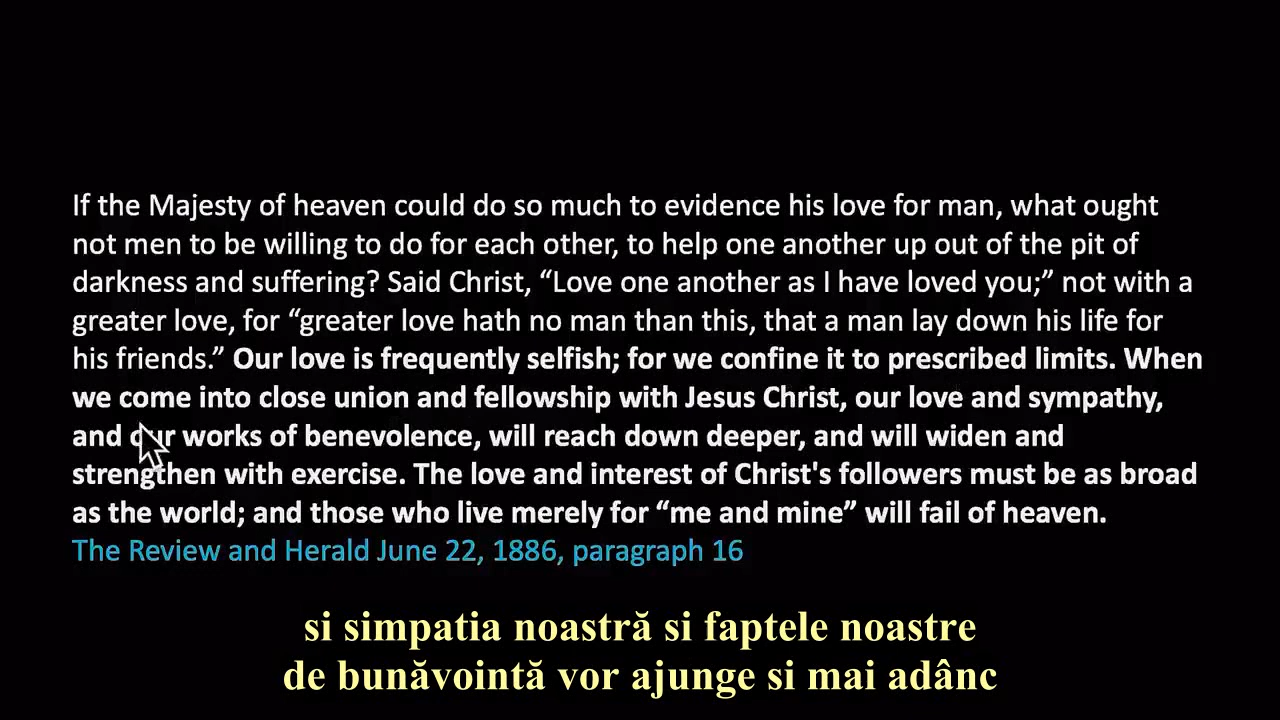 If the Majesty of heaven could do so much to evidence his love for man, what ought
not men to be willing to do for each other, to help one another up out of the pit of
darkness and suffering? Said Christ, “Love one another as I have loved you;” not with a
greater love, for “greater love hath no man than this, that a man lay down his life for
his friends.” Our love is frequently selfish; for we confine it to prescribed limits. When
we come into close union and fellowship with Jesus Christ, our love and sympathy,
and our works of benevolence, will reach down deeper, and will widen and
strengthen with exercise. The love and interest of Christ's followers must be as broad
as the world; and those who live merely for “me and mine” will fail of heaven.
The Review and Herald June 22, 1886, paragraph 16
si simpatia noastră si faptele noastre
de bunăvointă vor ajunge si mai adânc